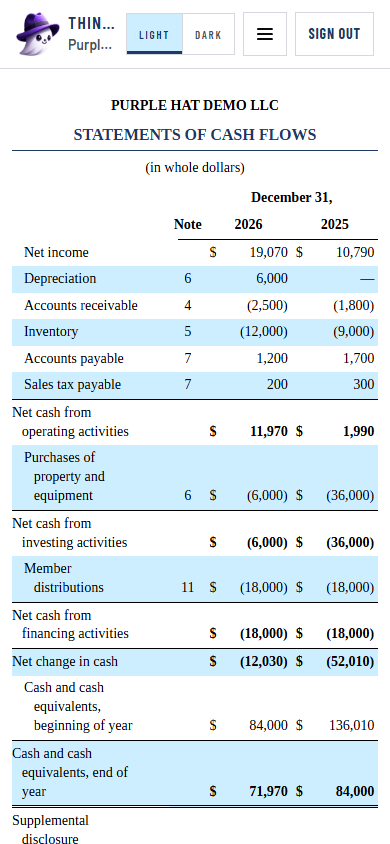 THIN...
Purpl...
LIGHT DARK
SIGN OUT
PURPLE HAT DEMO LLC
STATEMENTS OF CASH FLOWS
(in whole dollars)
December 31,
Note 2026 2025
Net income $ 19,070 $ 10,790
Depreciation 6 6,000 —
Accounts receivable 4 (2,500) (1,800)
Inventory 5 (12,000) (9,000)
Accounts payable 7 1,200 1,700
Sales tax payable 7 200 300
Net cash from
operating activities $ 11,970 $ 1,990
Purchases of
property and
equipment 6 $ (6,000) $ (36,000)
Net cash from
investing activities $ (6,000) $ (36,000)
Member
distributions 11 $ (18,000) $ (18,000)
Net cash from
financing activities $ (18,000) $ (18,000)
Net change in cash $ (12,030) $ (52,010)
Cash and cash
equivalents,
beginning of year $ 84,000 136,010
Cash and cash
equivalents, end of
year $ 71,970 $ 84,000
Supplemental
disclosure